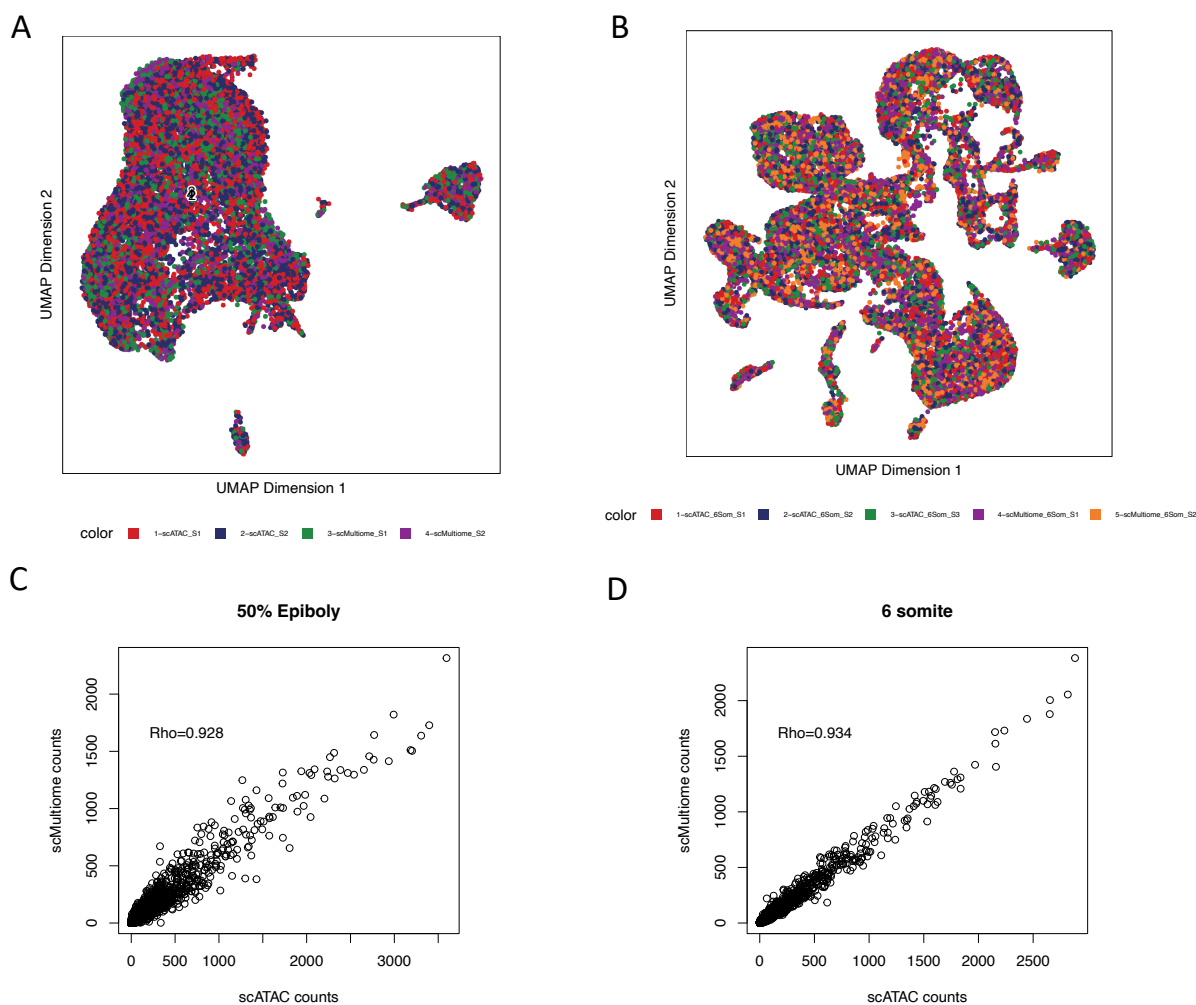 A
UMAP Dimension 2
UMAP Dimension 1
color 1-scATAC_S1 2-scATAC_S2 3-scMultiome_S1 4-scMultiome_S2
B
UMAP Dimension 2
UMAP Dimension 1
color 1-scATAC_6Som_S1 2-scATAC_6Som_S2 3-scATAC_6Som_S3 4-scMultiome_6Som_S1 5-scMultiome_6Som_S2
C
50% Epiboly
Rho=0.928
scMultiome counts
0 500 1000 1500 2000
0 500 1000 2000 3000
scATAC counts
D
6 somite
Rho=0.934
scMultiome counts
0 500 1000 1500 2000
0 500 1000 1500 2000 2500
scATAC counts